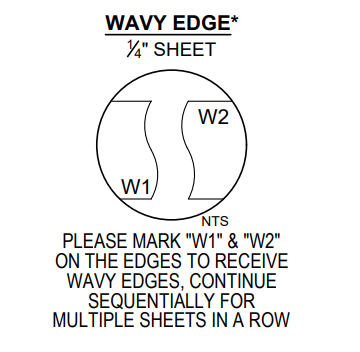 WAVY EDGE*
¼" SHEET
W2
W1
NTS
PLEASE MARK "W1" & "W2"
ON THE EDGES TO RECEIVE
WAVY EDGES, CONTINUE
SEQUENTIALLY FOR
MULTIPLE SHEETS IN A ROW